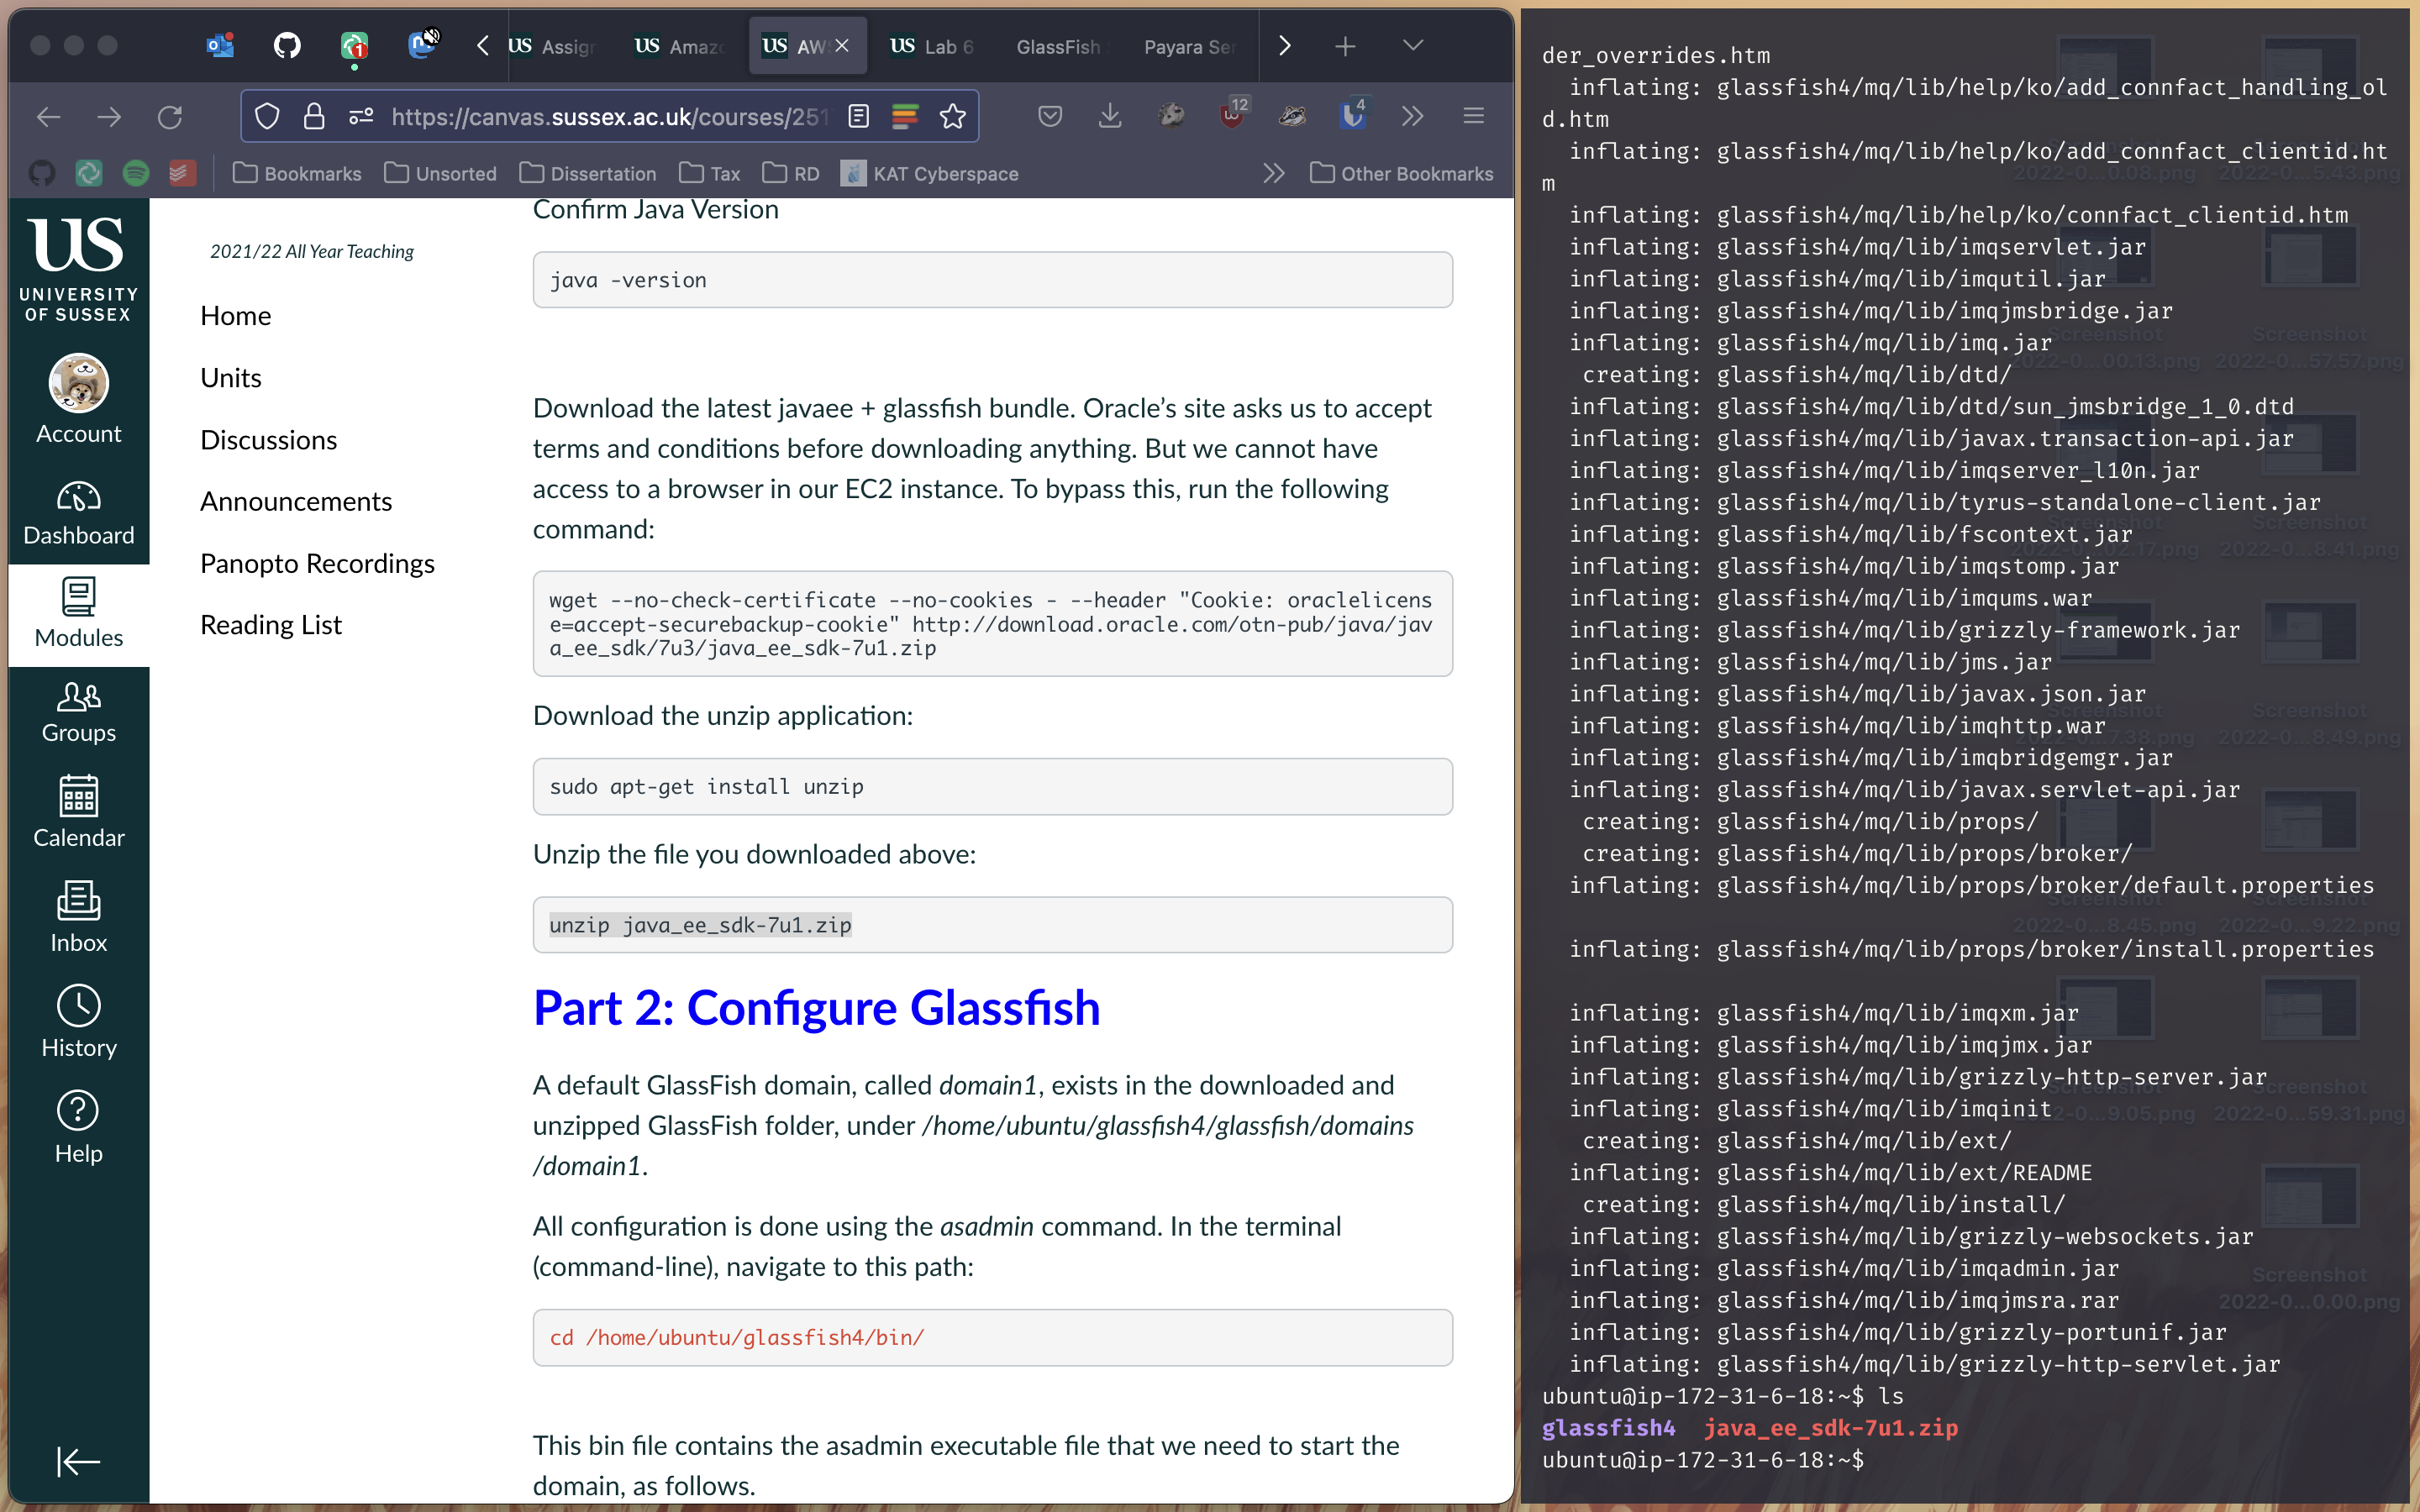 US Assign
US Amazo
US AWS
US Lab 6
GlassFish
Payara Ser
https://canvas.sussex.ac.uk/courses/251
12
4
Bookmarks
Unsorted
Dissertation
Tax
RD
KAT Cyberspace
Other Bookmarks
US
UNIVERSITY
OF SUSSEX
Account
Dashboard
Modules
Groups
Calendar
Inbox
History
Help
2021/22 All Year Teaching
Home
Units
Discussions
Announcements
Panopto Recordings
Reading List
Confirm Java Version
java -version
Download the latest javaee + glassfish bundle. Oracle’s site asks us to accept
terms and conditions before downloading anything. But we cannot have
access to a browser in our EC2 instance. To bypass this, run the following
command:
wget --no-check-certificate --no-cookies - --header "Cookie: oraclelicens
e=accept-securebackup-cookie" http://download.oracle.com/otn-pub/java/jav
a_ee_sdk/7u3/java_ee_sdk-7u1.zip
Download the unzip application:
sudo apt-get install unzip
Unzip the file you downloaded above:
unzip java_ee_sdk-7u1.zip
Part 2: Configure Glassfish
A default GlassFish domain, called domain1, exists in the downloaded and
unzipped GlassFish folder, under /home/ubuntu/glassfish4/glassfish/domains
/domain1.
All configuration is done using the asadmin command. In the terminal
(command-line), navigate to this path:
cd /home/ubuntu/glassfish4/bin/
This bin file contains the asadmin executable file that we need to start the
domain, as follows.
der_overrides.htm
inflating: glassfish4/mq/lib/help/ko/add_connfact_handling_ol
d.htm
inflating: glassfish4/mq/lib/help/ko/add_connfact_clientid.ht
m
inflating: glassfish4/mq/lib/help/ko/connfact_clientid.htm
inflating: glassfish4/mq/lib/imqservlet.jar
inflating: glassfish4/mq/lib/imqutil.jar
inflating: glassfish4/mq/lib/imqjmsbridge.jar
inflating: glassfish4/mq/lib/imq.jar
creating: glassfish4/mq/lib/dtd/
inflating: glassfish4/mq/lib/dtd/sun_jmsbridge_1_0.dtd
inflating: glassfish4/mq/lib/javax.transaction-api.jar
inflating: glassfish4/mq/lib/imqserver_l10n.jar
inflating: glassfish4/mq/lib/tyrus-standalone-client.jar
inflating: glassfish4/mq/lib/fscontext.jar
inflating: glassfish4/mq/lib/imqstomp.jar
inflating: glassfish4/mq/lib/imqums.war
inflating: glassfish4/mq/lib/grizzly-framework.jar
inflating: glassfish4/mq/lib/jms.jar
inflating: glassfish4/mq/lib/javax.json.jar
inflating: glassfish4/mq/lib/imqhttp.war
inflating: glassfish4/mq/lib/imqbridgemgr.jar
inflating: glassfish4/mq/lib/javax.servlet-api.jar
creating: glassfish4/mq/lib/props/
creating: glassfish4/mq/lib/props/broker/
inflating: glassfish4/mq/lib/props/broker/default.properties
inflating: glassfish4/mq/lib/props/broker/install.properties
inflating: glassfish4/mq/lib/imqxm.jar
inflating: glassfish4/mq/lib/imqjmx.jar
inflating: glassfish4/mq/lib/grizzly-http-server.jar
inflating: glassfish4/mq/lib/imqinit
creating: glassfish4/mq/lib/ext/
inflating: glassfish4/mq/lib/ext/README
creating: glassfish4/mq/lib/install/
inflating: glassfish4/mq/lib/grizzly-websockets.jar
inflating: glassfish4/mq/lib/imqadmin.jar
inflating: glassfish4/mq/lib/imqjmsra.rar
inflating: glassfish4/mq/lib/grizzly-portunif.jar
inflating: glassfish4/mq/lib/grizzly-http-servlet.jar
ubuntu@ip-172-31-6-18:~$ ls
glassfish4 java_ee_sdk-7u1.zip
ubuntu@ip-172-31-6-18:~$